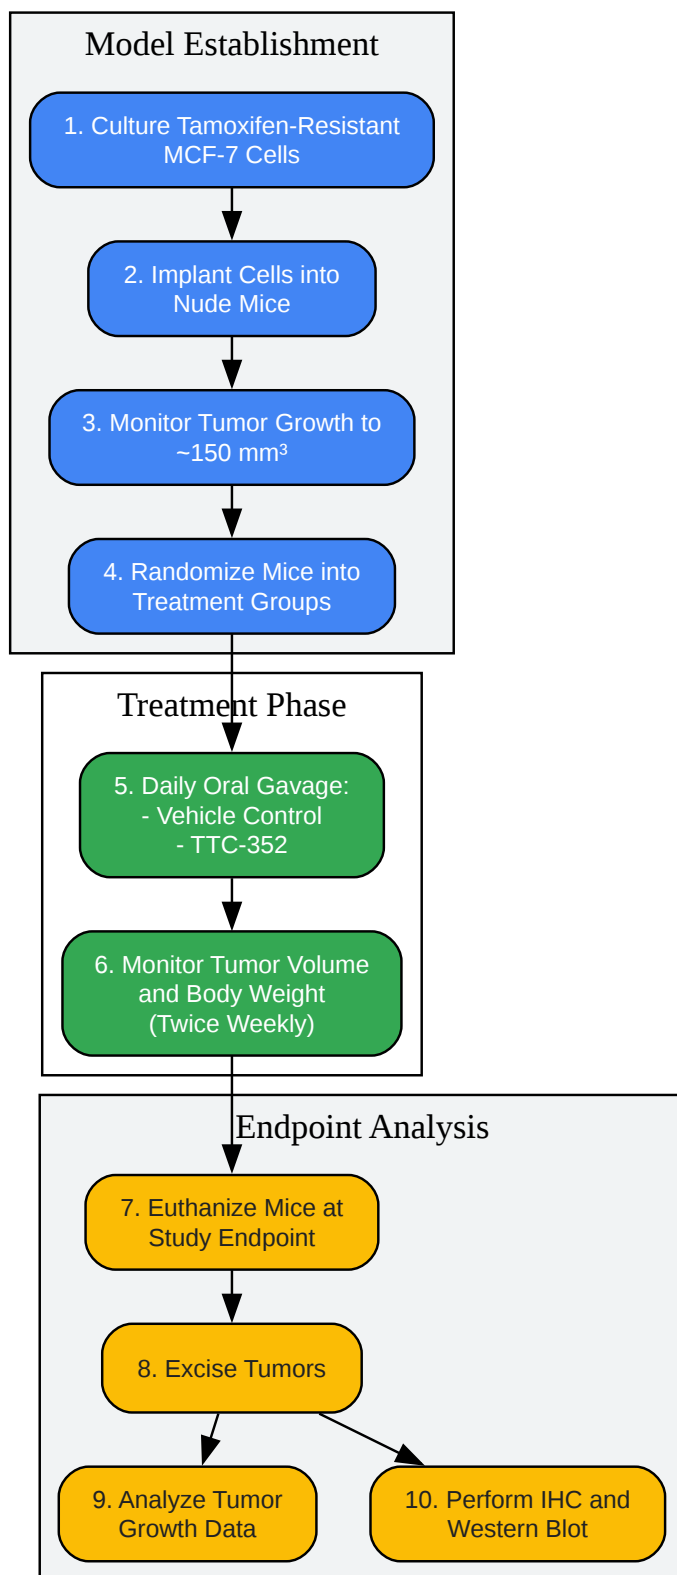 Model Establishment
1. Culture Tamoxifen-Resistant
MCF-7 Cells
2. Implant Cells into
Nude Mice
3. Monitor Tumor Growth to
~150 mm³
4. Randomize Mice into
Treatment Groups
Treatment Phase
5. Daily Oral Gavage:
- Vehicle Control
- TTC-352
6. Monitor Tumor Volume
and Body Weight
(Twice Weekly)
Endpoint Analysis
7. Euthanize Mice at
Study Endpoint
8. Excise Tumors
9. Analyze Tumor
Growth Data
10. Perform IHC and
Western Blot